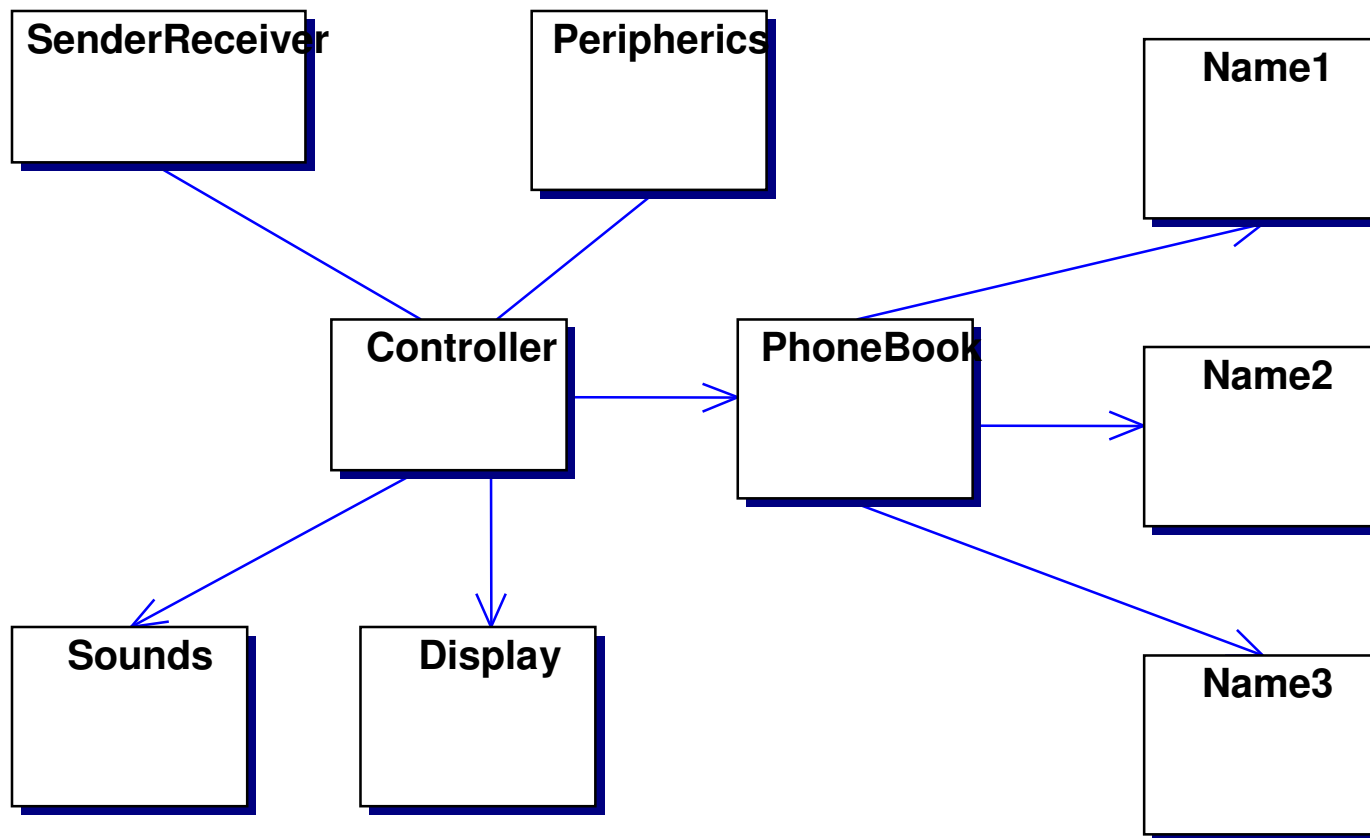 SenderReceiver
Peripherics
Name1
Controller
PhoneBook
Name2
Sounds
Display
Name3